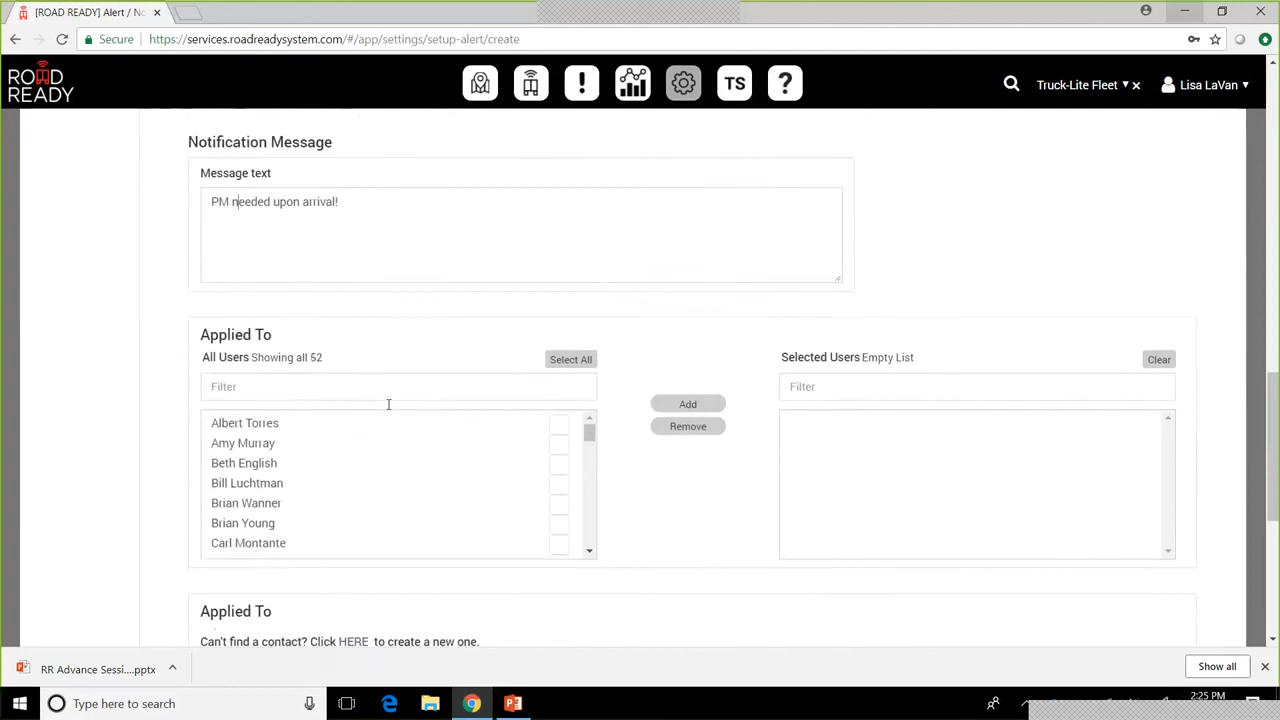 [ROAD READY] Alert / No
Secure
https://services.roadreadysystem.com/#/app/settings/setup-alert/create
ROAD READY
!
TS
?
Truck-Lite Fleet
Lisa LaVan
Notification Message
Message text
PM needed upon arrival!
Applied To
All Users Showing all 52
Select All
Selected Users Empty List
Clear
Filter
Filter
Add
Remove
Albert Torres
Amy Murray
Beth English
Bill Luchtman
Brian Wanner
Brian Young
Carl Montante
Applied To
Can't find a contact? Click HERE to create a new one.
RR Advance Sessi....pptx
Show all
Type here to search
2:25 PM